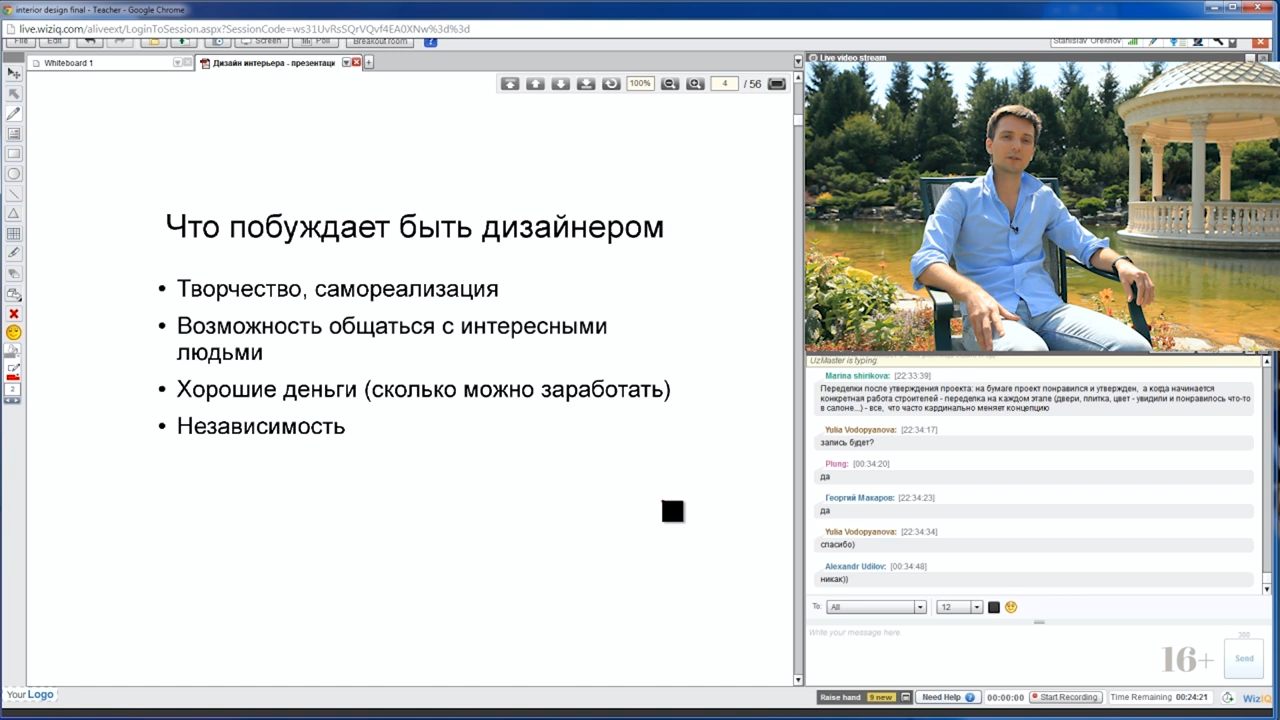 interior design final - Teacher - Google Chrome
live.wiziq.com/aliveext/LoginToSession.aspx?SessionCode=ws31UvRsSQrVQvf4EA0XNw%3d%3d
File Edit Screen Poll Breakout room ?
Stanislav Orekhov
Whiteboard 1
Дизайн интерьера - презентаци
Live video stream
100%
4 / 56
Что побуждает быть дизайнером
• Творчество, самореализация
• Возможность общаться с интересными
людьми
• Хорошие деньги (сколько можно заработать)
• Независимость
2
UzMaster is typing
Marina shirikova: [22:33:39]
Переделки после утверждения проекта: на бумаге проект понравился и утвержден, а когда начинается
конкретная работа строителей - переделка на каждом этапе (двери, плитка, цвет - увидили и понравилось что-то
в салоне...) - все, что часто кардинально меняет концепцию
Yulia Vodopyanova: [22:34:17]
запись будет?
Plung: [00:34:20]
да
Георгий Макаров: [22:34:23]
да
Yulia Vodopyanova: [22:34:34]
спасибо)
Alexandr Udilov: [00:34:48]
никак))
To: All 12
Write your message here
200
16+
Send
Your Logo
Raise hand 9 new
Need Help ?
00:00:00
Start Recording
Time Remaining 00:24:21
WizIQ